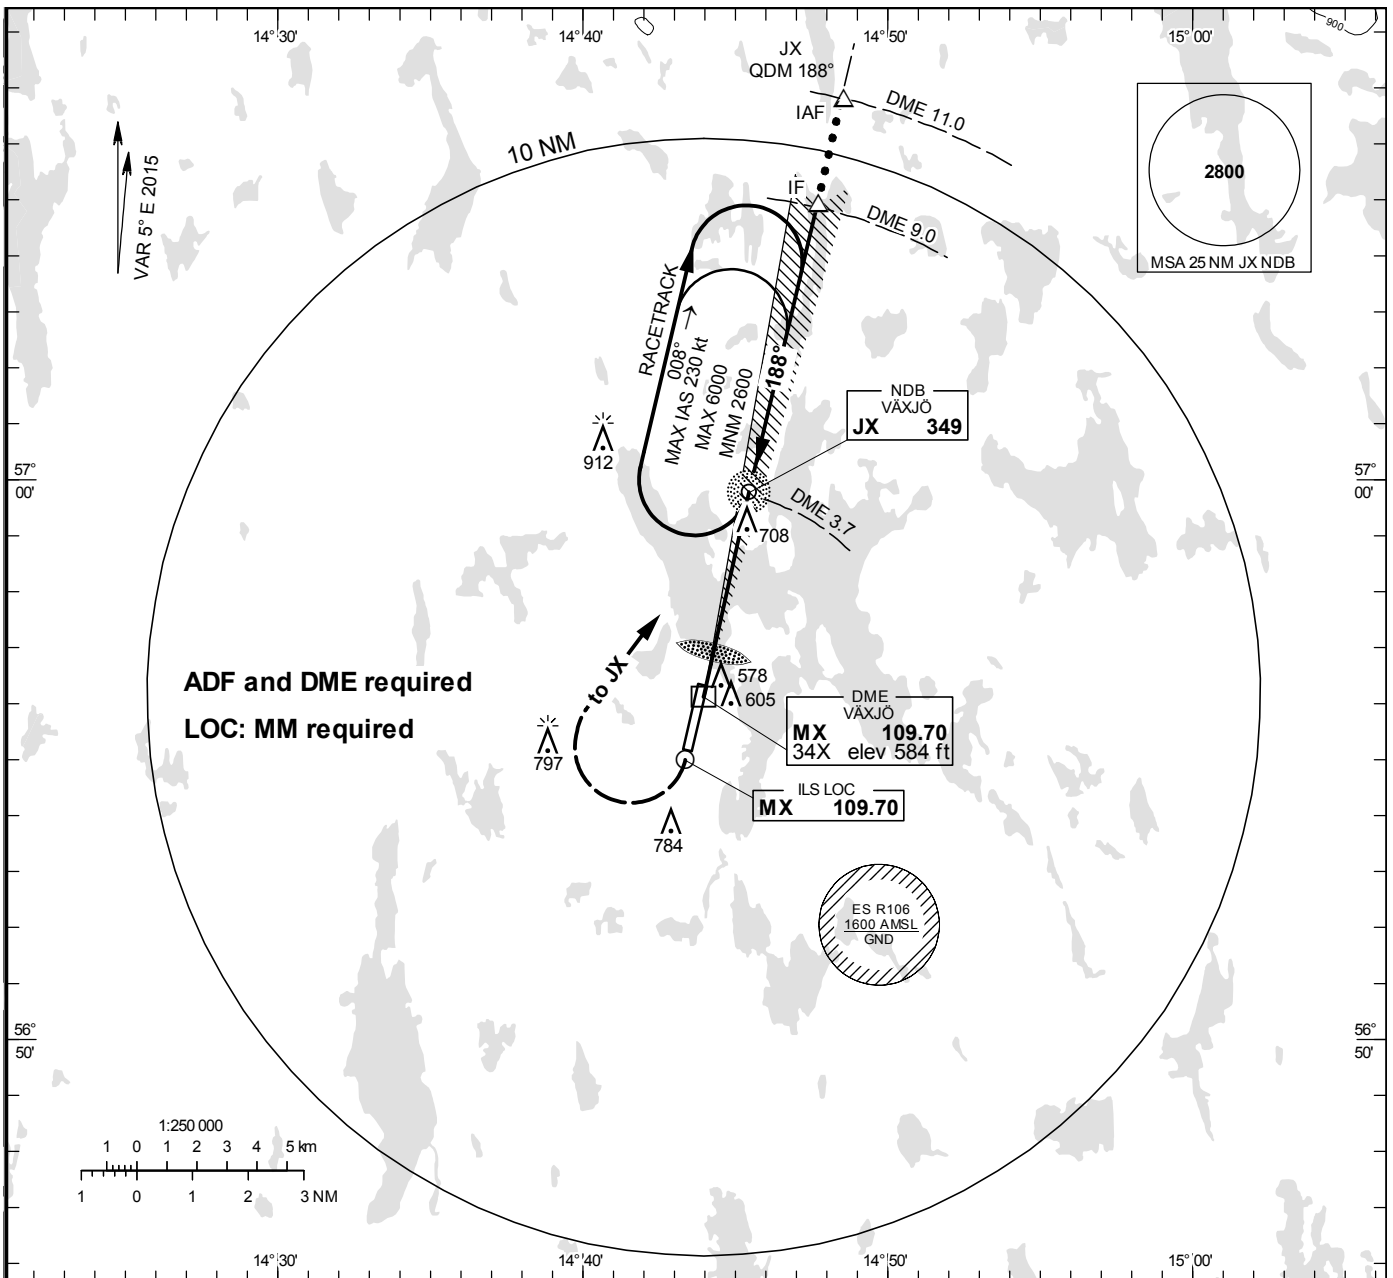 14°30'
14°40'
14°50'
15°00'
900
JX
QDM 188°
IAF
DME 11.0
10 NM
VAR 5° E 2015
2800
MSA 25 NM JX NDB
IF
DME 9.0
RACETRACK
008° →
MAX IAS 230 kt
MAX 6000
MNM 2600
188°
NDB
VÄXJÖ
JX 349
912
57°
00'
57°
00'
DME 3.7
708
to JX
ADF and DME required
LOC: MM required
578
605
DME
VÄXJÖ
MX 109.70
34X elev 584 ft
797
ILS LOC
MX 109.70
784
ES R106
1600 AMSL
GND
56°
50'
56°
50'
1:250 000
1 0 1 2 3 4 5 km
1 0 1 2 3 NM
14°30'
14°40'
14°50'
15°00'